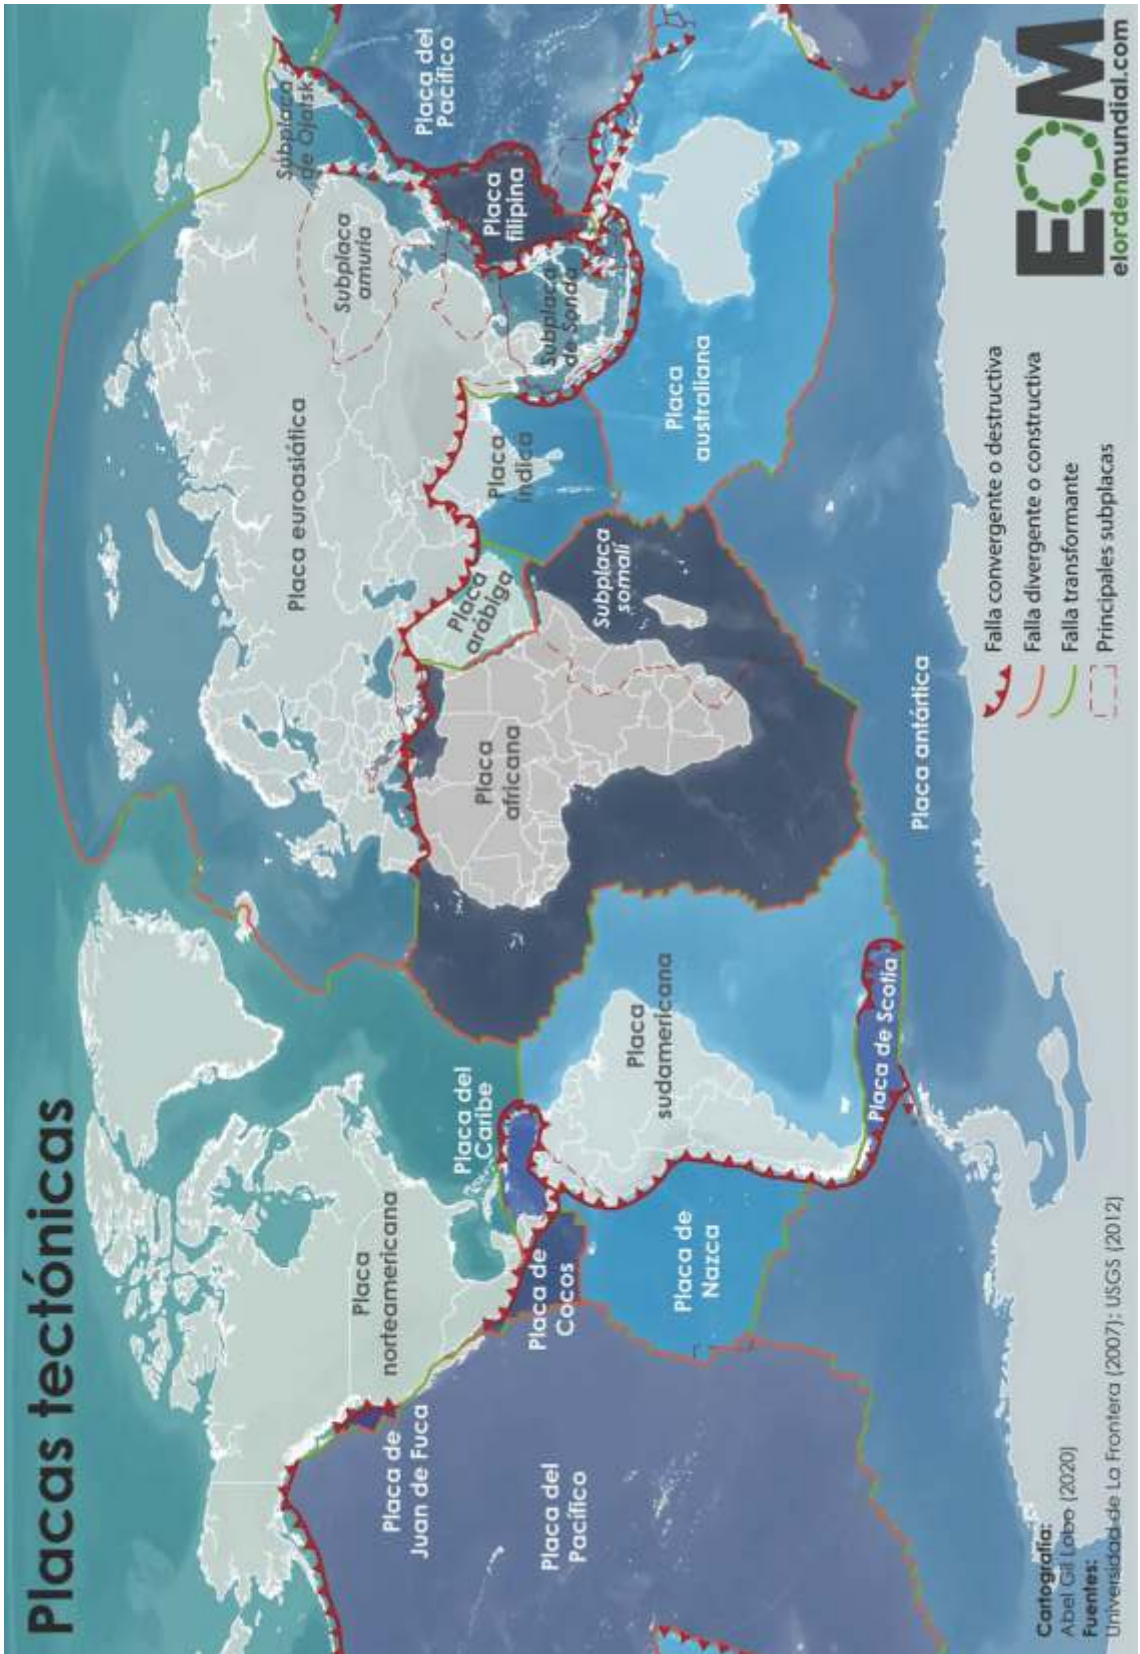 Placas tectónicas
Subplaca
de Ojotsk
Placa del
Pacífico
Subplaca
amuria
Placa
filipina
Placa euroasiática
Subplaca
de Sonda
Placa
norteamericana
Placa de
Juan de Fuca
Placa del
Caribe
Placa
arábiga
Placa
índica
Placa
africana
Subplaca
somalí
Placa
australiana
Placa de
Cocos
Placa del
Pacífico
Placa de
Nazca
Placa
sudamericana
Placa de Scotia
Placa antártica
Falla convergente o destructiva
Falla divergente o constructiva
Falla transformante
Principales subplacas
Cartografía:
Abel Gil Lobo (2020)
Fuentes:
Universidad de La Frontera (2007); USGS (2012)
EOM
elordenmundial.com